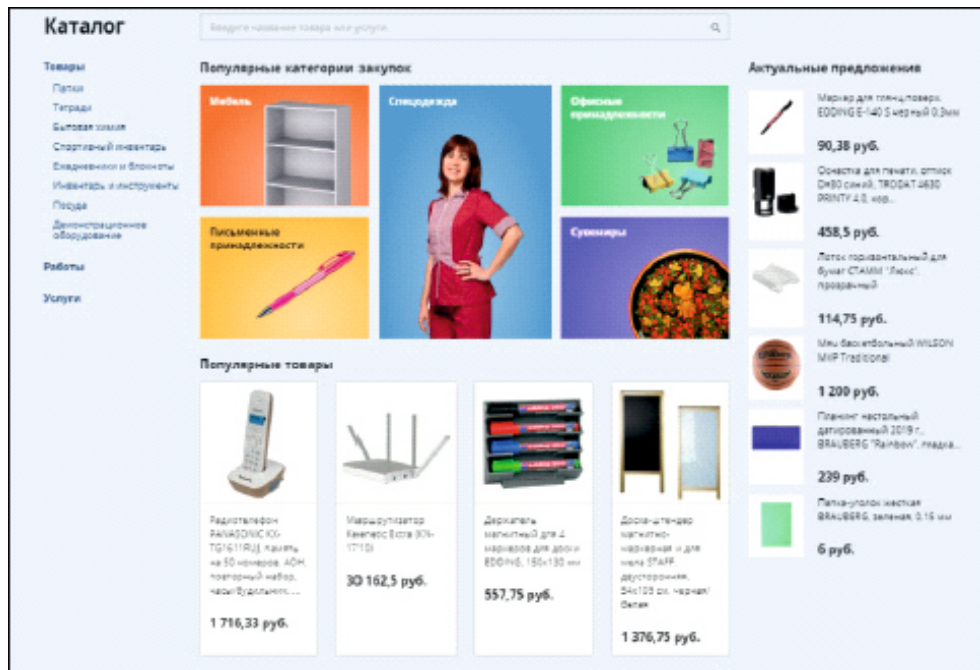 Каталог
Введите название товара или услуги
Товары
Папки
Тетради
Бытовая химия
Спортивный инвентарь
Ежедневники и блокноты
Инвентарь и инструменты
Посуда
Демонстрационное
оборудование
Работы
Услуги
Популярные категории закупок
Мебель
Спецодежда
Офисные
принадлежности
Письменные
принадлежности
Сувениры
Популярные товары
Радиотелефон
PANASONIC KX-
TG1611RUJ, память
на 50 номеров, АОН,
повторный набор,
часы/будильник, ...
1 716,33 руб.
Маршрутизатор
Keenetic Extra (KN-
1710)
30 162,5 руб.
Держатель
магнитный для 4
маркеров для доски
EDDING, 150х130 мм
557,75 руб.
Доска-штендер
магнитно-
маркерная и для
мела STAFF
двусторонняя,
54х105 см, черная/
белая
1 376,75 руб.
Актуальные предложения
Маркер для глянц.поверх.
EDDING E-140 S черный 0,3мм
90,38 руб.
Оснастка для печати, оттиск
D=30 синий, TRODAT 4630
PRINTY 4.0, кор...
458,5 руб.
Лоток горизонтальный для
бумаг СТАММ "Люкс",
прозрачный
114,75 руб.
Мяч баскетбольный WILSON
MVP Traditional
1 200 руб.
Планинг настольный
датированный 2019 г.,
BRAUBERG "Rainbow", гладка...
239 руб.
Папка-уголок жесткая
BRAUBERG, зеленая, 0,15 мм
6 руб.